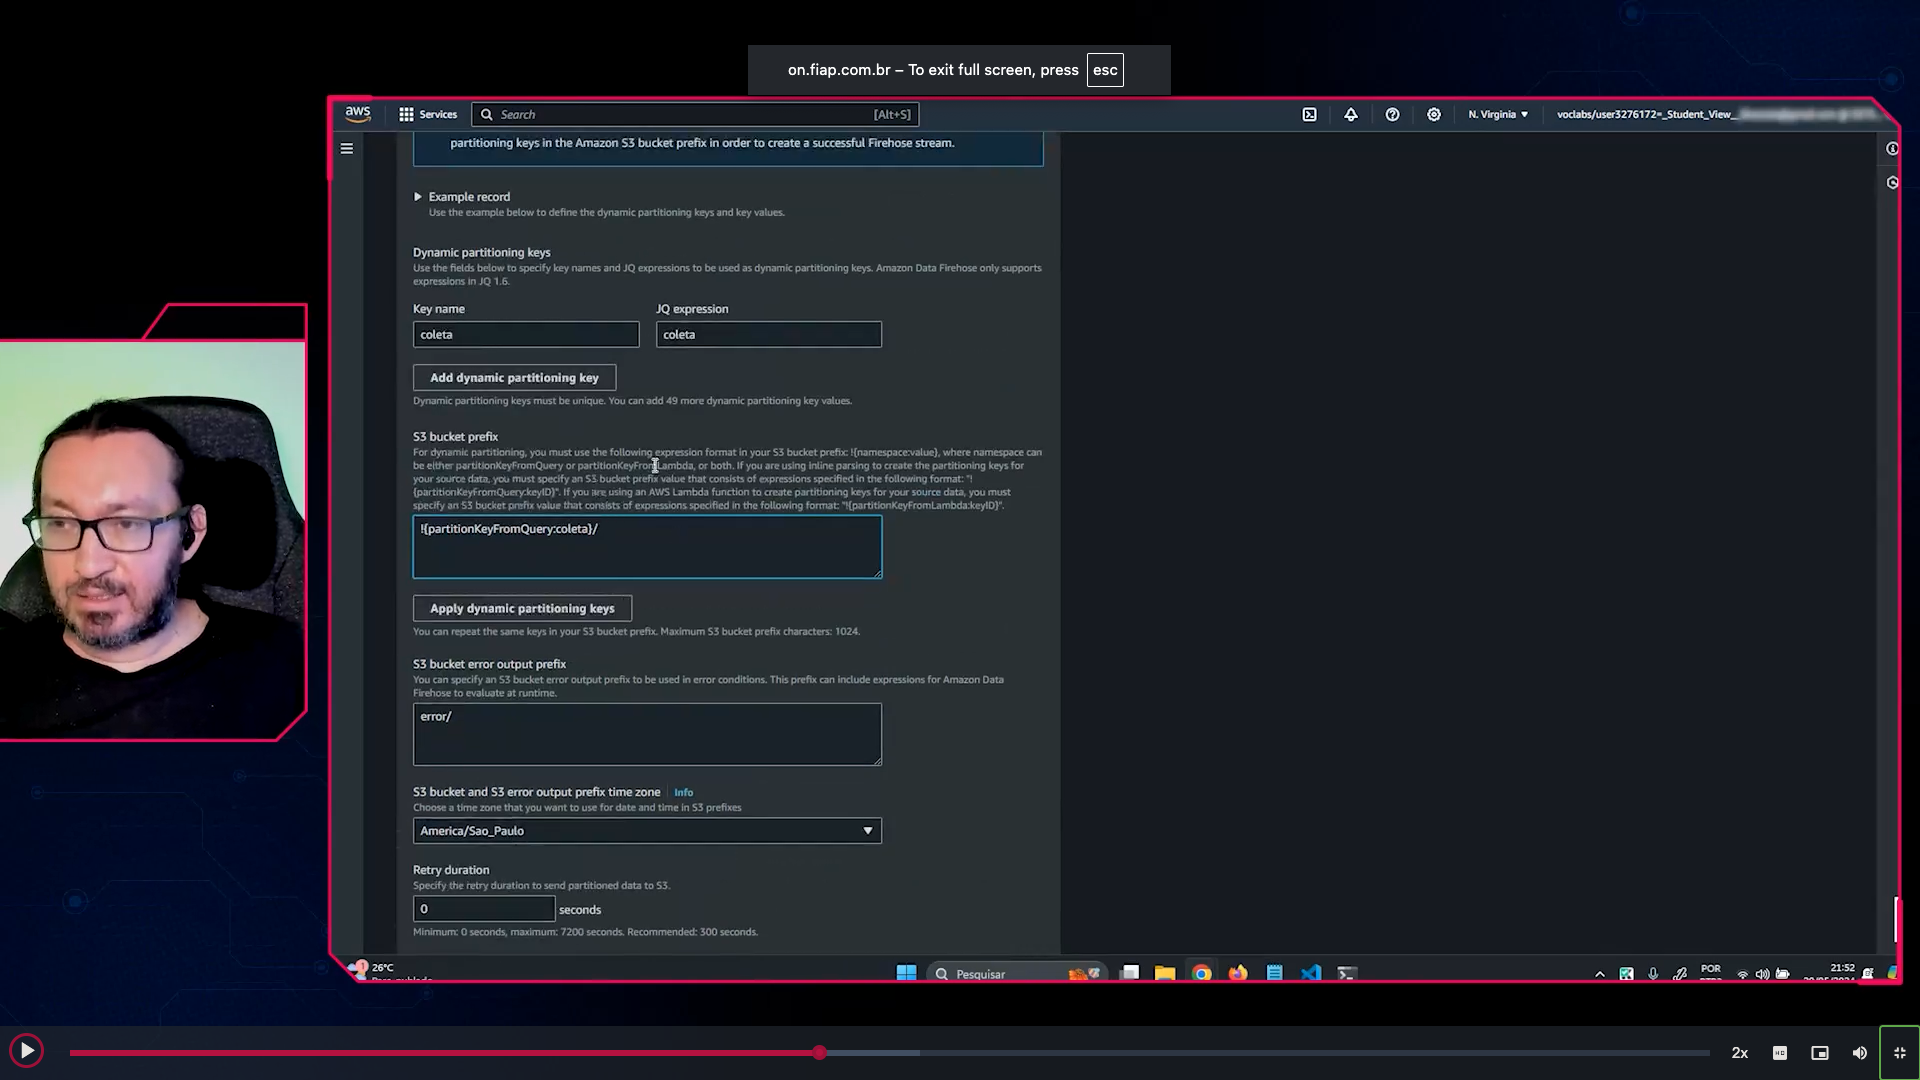 on.fiap.com.br – To exit full screen, press esc
aws
Services
Search
[Alt+S]
N. Virginia
voclabs/user3276172=_Student_View_
partitioning keys in the Amazon S3 bucket prefix in order to create a successful Firehose stream.
Example record
Use the example below to define the dynamic partitioning keys and key values.
Dynamic partitioning keys
Use the fields below to specify key names and JQ expressions to be used as dynamic partitioning keys. Amazon Data Firehose only supports
expressions in JQ 1.6.
Key name
JQ expression
coleta
coleta
Add dynamic partitioning key
Dynamic partitioning keys must be unique. You can add 49 more dynamic partitioning key values.
S3 bucket prefix
For dynamic partitioning, you must use the following expression format in your S3 bucket prefix: !{namespace:value}, where namespace can
be either partitionKeyFromQuery or partitionKeyFromLambda, or both. If you are using inline parsing to create the partitioning keys for
your source data, you must specify an S3 bucket prefix value that consists of expressions specified in the following format: "!
{partitionKeyFromQuery:keyID}". If you are using an AWS Lambda function to create partitioning keys for your source data, you must
specify an S3 bucket prefix value that consists of expressions specified in the following format: "!{partitionKeyFromLambda:keyID}".
!{partitionKeyFromQuery:coleta}/
Apply dynamic partitioning keys
You can repeat the same keys in your S3 bucket prefix. Maximum S3 bucket prefix characters: 1024.
S3 bucket error output prefix
You can specify an S3 bucket error output prefix to be used in error conditions. This prefix can include expressions for Amazon Data
Firehose to evaluate at runtime.
error/
S3 bucket and S3 error output prefix time zone
Info
Choose a time zone that you want to use for date and time in S3 prefixes
America/Sao_Paulo
Retry duration
Specify the retry duration to send partitioned data to S3.
0
seconds
Minimum: 0 seconds, maximum: 7200 seconds. Recommended: 300 seconds.
1
26°C
Pesquisar
POR
21:52
2x